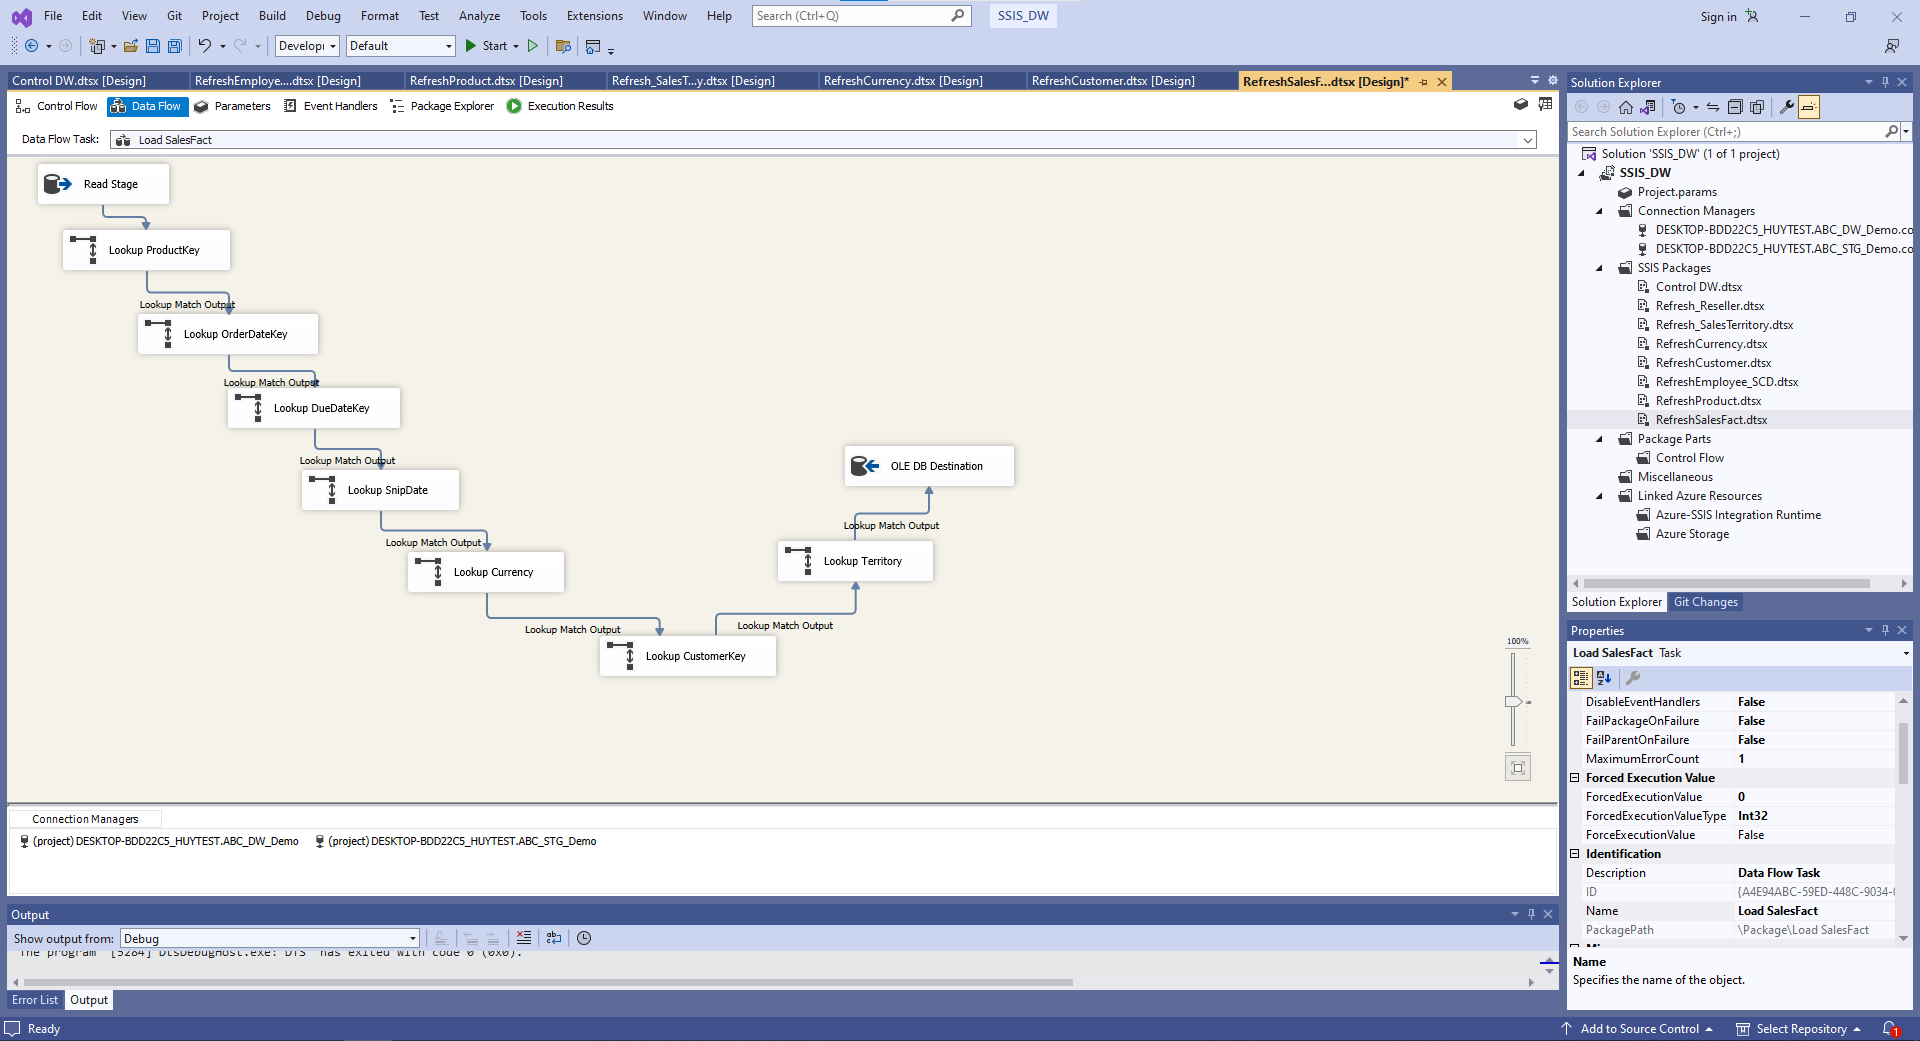 File Edit View Git Project Build Debug Format Test Analyze Tools Extensions Window Help Search (Ctrl+Q) SSIS_DW Sign in
Developi Default Start
Control DW.dtsx [Design] RefreshEmploye....dtsx [Design] RefreshProduct.dtsx [Design] Refresh_SalesT...y.dtsx [Design] RefreshCurrency.dtsx [Design] RefreshCustomer.dtsx [Design] RefreshSalesF...dtsx [Design]*
Control Flow Data Flow Parameters Event Handlers Package Explorer Execution Results
Data Flow Task: Load SalesFact
Read Stage
Lookup ProductKey
Lookup Match Output
Lookup OrderDateKey
Lookup Match Output
Lookup DueDateKey
Lookup Match Output
Lookup SnipDate
Lookup Match Output
Lookup Currency
Lookup Match Output
Lookup CustomerKey
Lookup Match Output
Lookup Territory
Lookup Match Output
OLE DB Destination
100%
Connection Managers
(project) DESKTOP-BDD22C5_HUYTEST.ABC_DW_Demo (project) DESKTOP-BDD22C5_HUYTEST.ABC_STG_Demo
Output
Show output from: Debug
The program '[5284] DtsDebugHost.exe: DTS' has exited with code 0 (0x0).
Error List Output
Solution Explorer
Search Solution Explorer (Ctrl+;)
Solution 'SSIS_DW' (1 of 1 project)
SSIS_DW
Project.params
Connection Managers
DESKTOP-BDD22C5_HUYTEST.ABC_DW_Demo.co
DESKTOP-BDD22C5_HUYTEST.ABC_STG_Demo.co
SSIS Packages
Control DW.dtsx
Refresh_Reseller.dtsx
Refresh_SalesTerritory.dtsx
RefreshCurrency.dtsx
RefreshCustomer.dtsx
RefreshEmployee_SCD.dtsx
RefreshProduct.dtsx
RefreshSalesFact.dtsx
Package Parts
Control Flow
Miscellaneous
Linked Azure Resources
Azure-SSIS Integration Runtime
Azure Storage
Solution Explorer Git Changes
Properties
Load SalesFact Task
DisableEventHandlers False
FailPackageOnFailure False
FailParentOnFailure False
MaximumErrorCount 1
Forced Execution Value
ForcedExecutionValue 0
ForcedExecutionValueType Int32
ForceExecutionValue False
Identification
Description Data Flow Task
ID {A4E94ABC-59ED-448C-9034-
Name Load SalesFact
PackagePath \Package\Load SalesFact
Name
Specifies the name of the object.
Ready Add to Source Control Select Repository 1